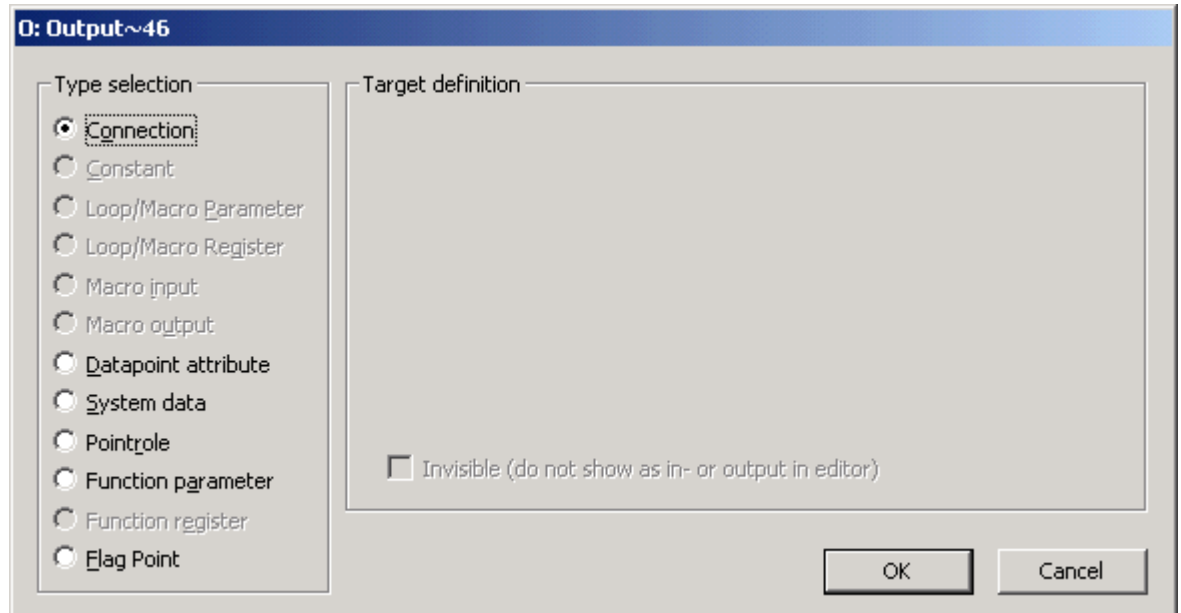 O: Output~46
Type selection
Connection
Constant
Loop/Macro Parameter
Loop/Macro Register
Macro input
Macro output
Datapoint attribute
System data
Pointrole
Function parameter
Function register
Flag Point
Target definition
Invisible (do not show as in- or output in editor)
OK
Cancel